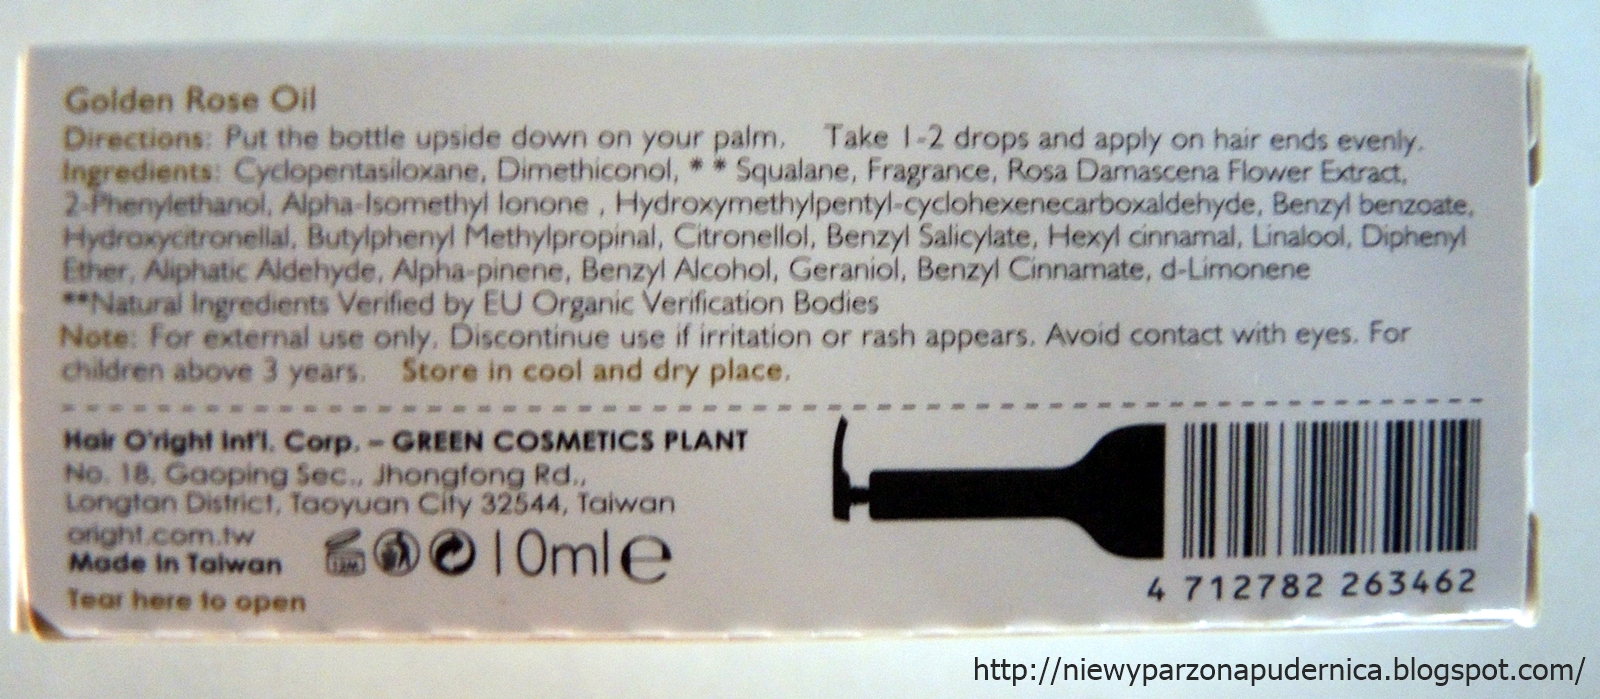 Golden Rose Oil
Directions: Put the bottle upside down on your palm. Take 1-2 drops and apply on hair ends evenly.
Ingredients: Cyclopentasiloxane, Dimethiconol, * * Squalane, Fragrance, Rosa Damascena Flower Extract,
2-Phenylethanol, Alpha-Isomethyl Ionone , Hydroxymethylpentyl-cyclohexenecarboxaldehyde, Benzyl benzoate,
Hydroxycitronellal, Butylphenyl Methylpropinal, Citronellol, Benzyl Salicylate, Hexyl cinnamal, Linalool, Diphenyl
Ether, Aliphatic Aldehyde, Alpha-pinene, Benzyl Alcohol, Geraniol, Benzyl Cinnamate, d-Limonene
**Natural Ingredients Verified by EU Organic Verification Bodies
Note: For external use only. Discontinue use if irritation or rash appears. Avoid contact with eyes. For
children above 3 years. Store in cool and dry place.
Hair O'right Int'l. Corp. – GREEN COSMETICS PLANT
No. 18, Gaoping Sec., Jhongfong Rd.,
Longtan District, Taoyuan City 32544, Taiwan
oright.com.tw
Made in Taiwan 12M 10ml e
Tear here to open
4 712782 263462
http://niewyparzonapudernica.blogspot.com/